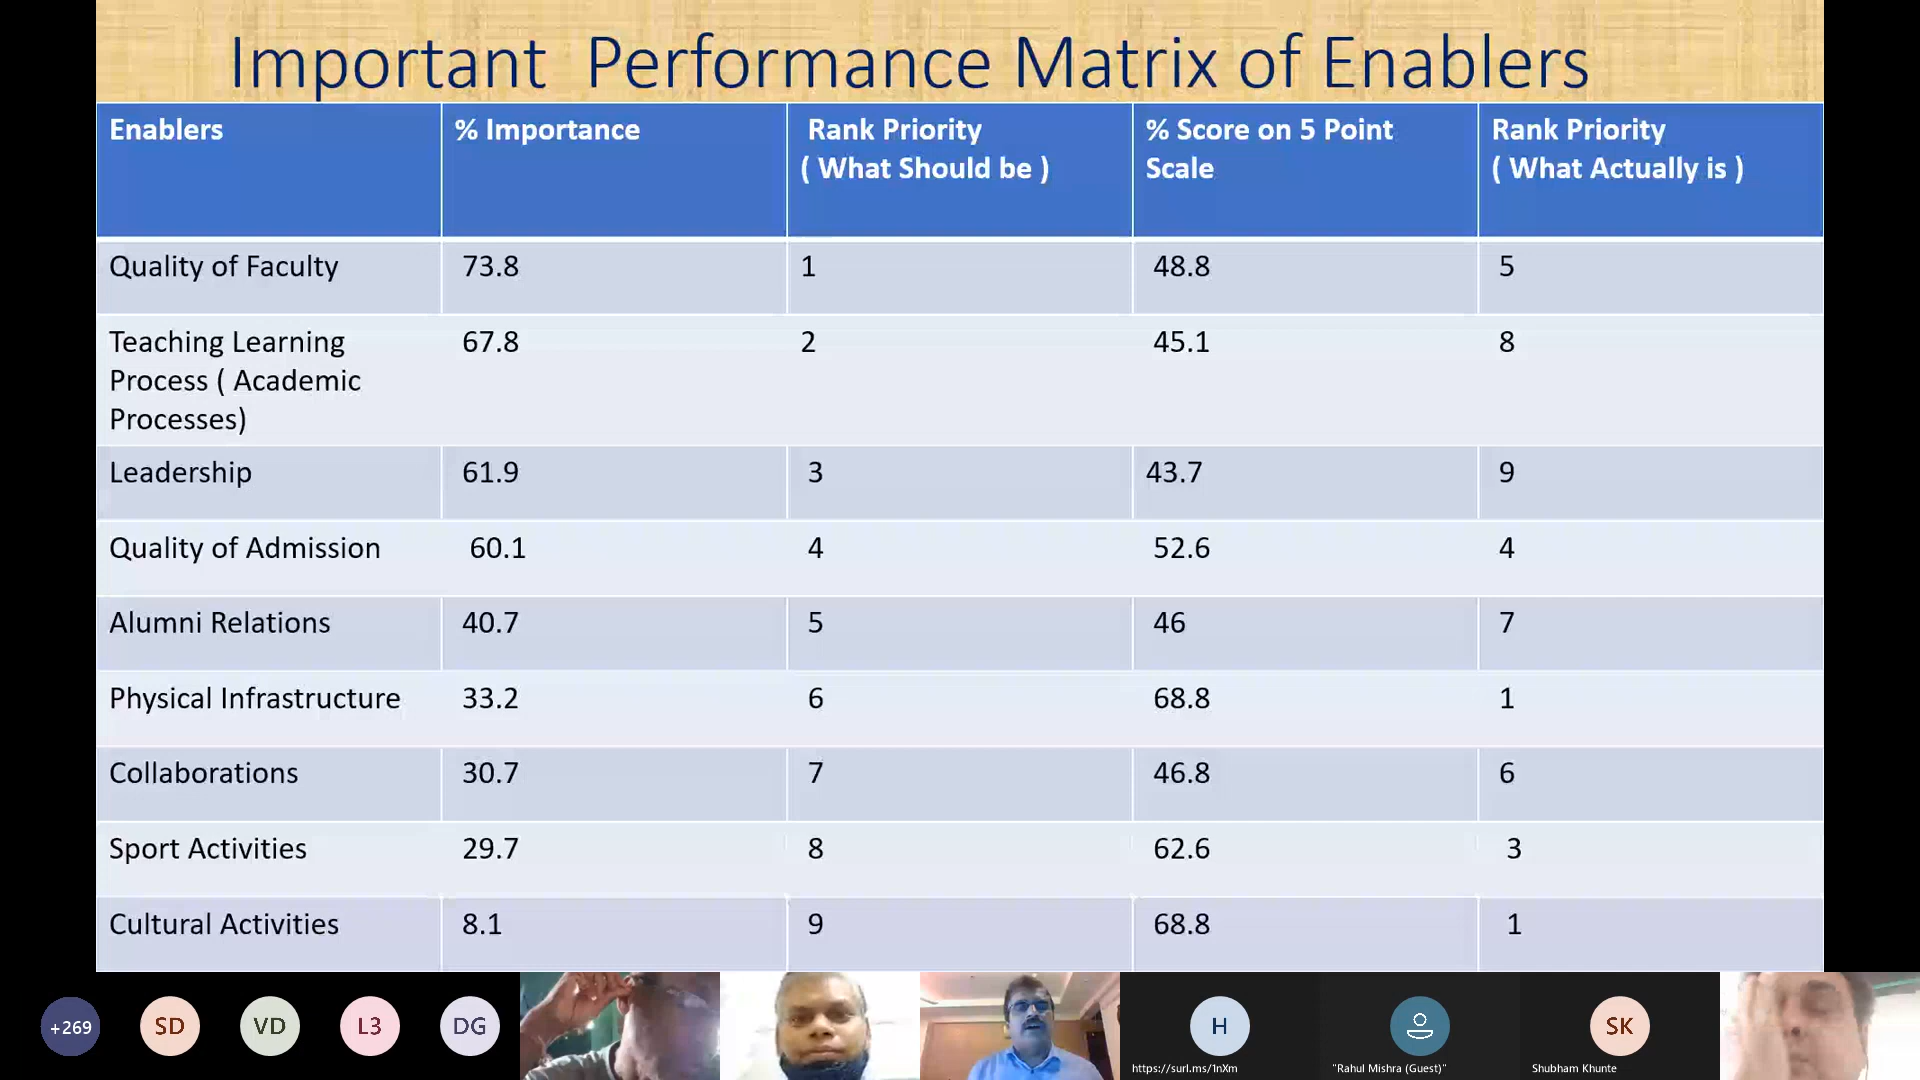 Important Performance Matrix of Enablers
Enablers
% Importance
Rank Priority
( What Should be )
% Score on 5 Point
Scale
Rank Priority
( What Actually is )
Quality of Faculty
73.8
1
48.8
5
Teaching Learning
Process ( Academic
Processes)
67.8
2
45.1
8
Leadership
61.9
3
43.7
9
Quality of Admission
60.1
4
52.6
4
Alumni Relations
40.7
5
46
7
Physical Infrastructure
33.2
6
68.8
1
Collaborations
30.7
7
46.8
6
Sport Activities
29.7
8
62.6
3
Cultural Activities
8.1
9
68.8
1
+269
SD
VD
L3
DG
H
https://surl.ms/1nXm
"Rahul Mishra (Guest)"
SK
Shubham Khunte